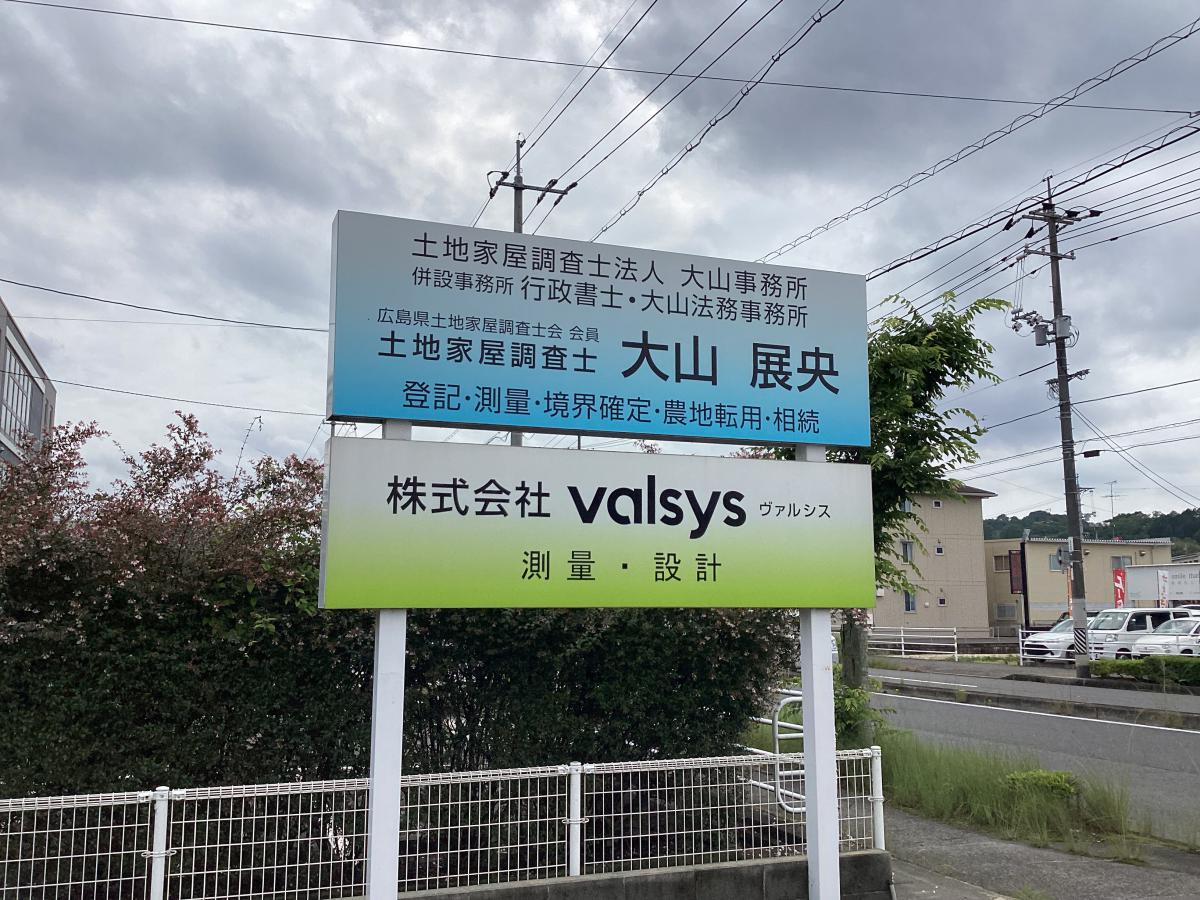 土地家屋調査士法人 大山事務所
併設事務所 行政書士・大山法務事務所
広島県土地家屋調査士会 会員
土地家屋調査士 大山 展央
登記・測量・境界確定・農地転用・相続
株式会社 valsys ヴァルシス
測量・設計